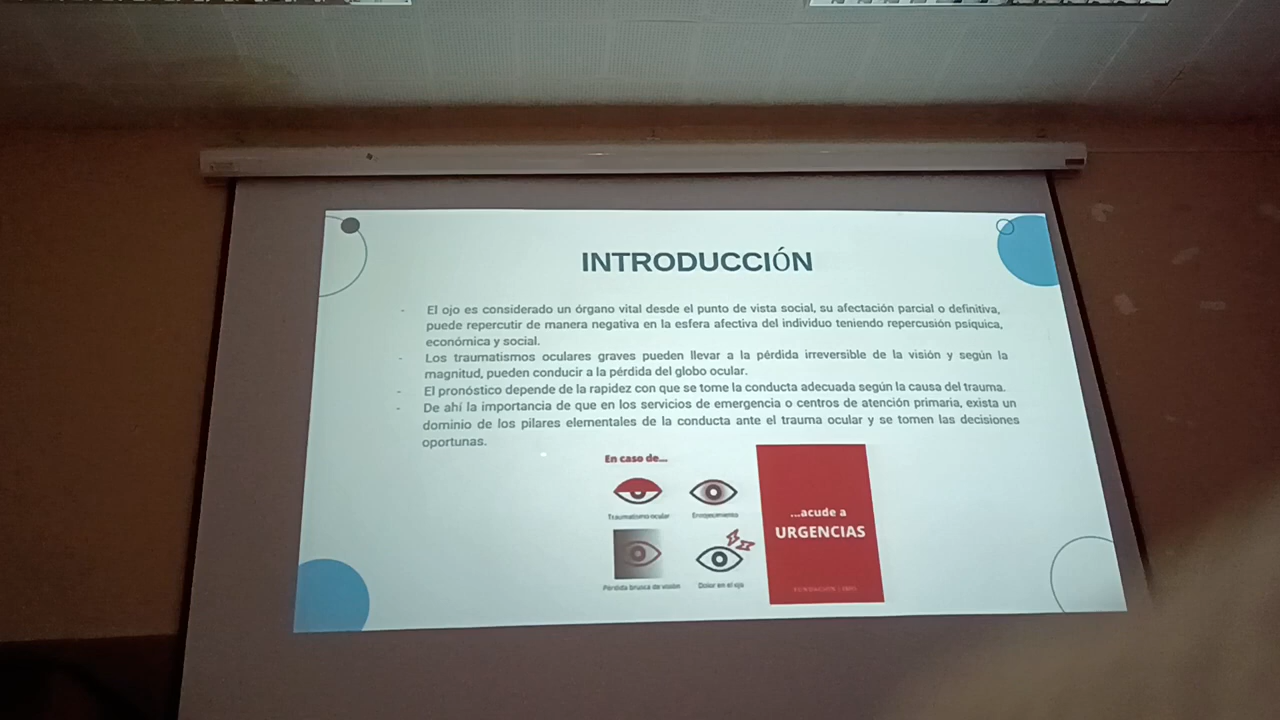 INTRODUCCIÓN
- El ojo es considerado un órgano vital desde el punto de vista social, su afectación parcial o definitiva,
puede repercutir de manera negativa en la esfera afectiva del individuo teniendo repercusión psíquica,
económica y social.
- Los traumatismos oculares graves pueden llevar a la pérdida irreversible de la visión y según la
magnitud, pueden conducir a la pérdida del globo ocular.
- El pronóstico depende de la rapidez con que se tome la conducta adecuada según la causa del trauma.
- De ahí la importancia de que en los servicios de emergencia o centros de atención primaria, exista un
dominio de los pilares elementales de la conducta ante el trauma ocular y se tomen las decisiones
oportunas.
En caso de...
Traumatismo ocular
Enrojecimiento
Pérdida brusca de visión
Dolor en el ojo
...acude a
URGENCIAS
FUNDACIÓN